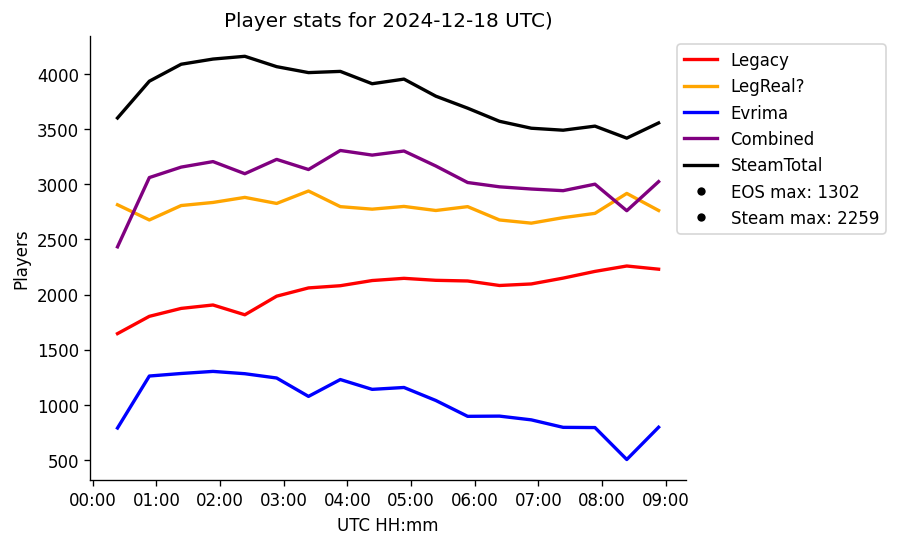 Player stats for 2024-12-18 UTC)
Legacy
LegReal?
Evrima
Combined
SteamTotal
EOS max: 1302
Steam max: 2259
Players
4000
3500
3000
2500
2000
1500
1000
500
00:00 01:00 02:00 03:00 04:00 05:00 06:00 07:00 08:00 09:00
UTC HH:mm